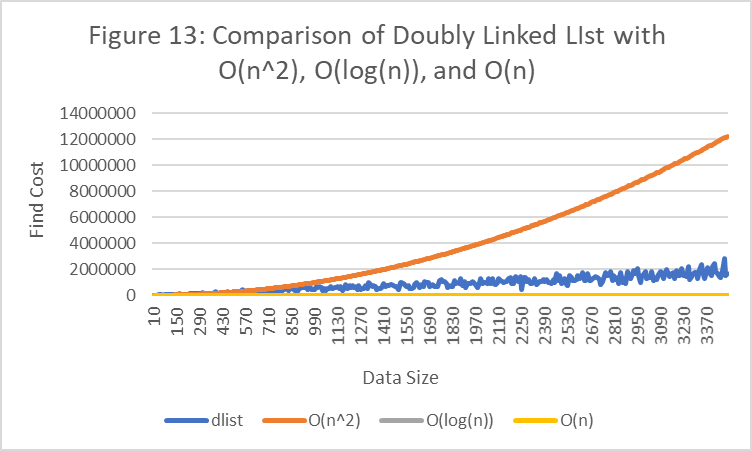 Figure 13: Comparison of Doubly Linked LIst with
O(n^2), O(log(n)), and O(n)
14000000
12000000
10000000
8000000
6000000
4000000
2000000
0
Find Cost
10 150 290 430 570 710 850 990 1130 1270 1410 1550 1690 1830 1970 2110 2250 2390 2530 2670 2810 2950 3090 3230 3370
Data Size
dlist O(n^2) O(log(n)) O(n)